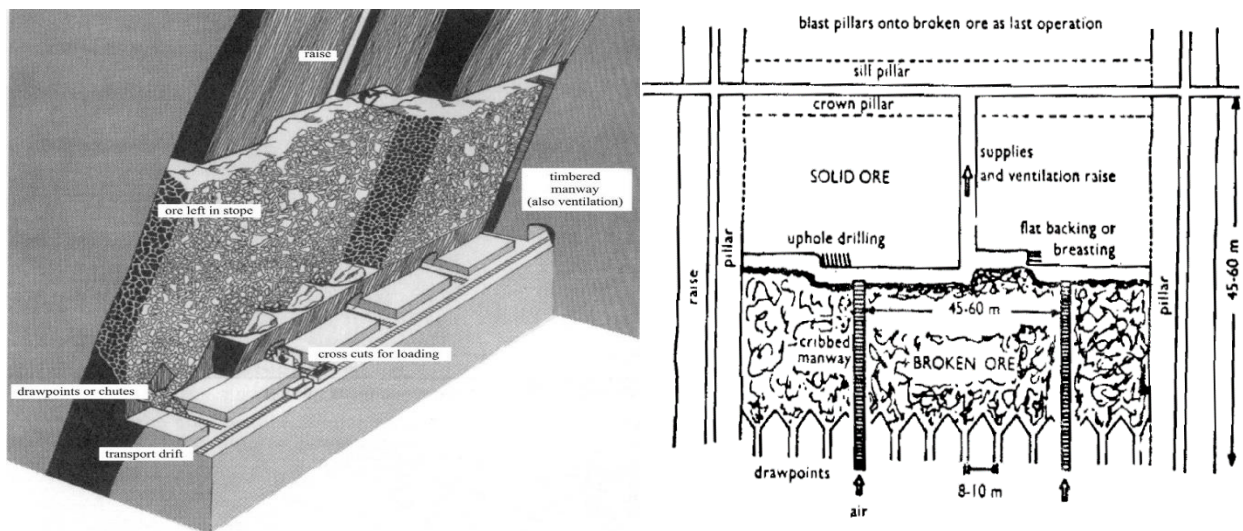 raise
timbered
manway
(also ventilation)
ore left in stope
cross cuts for loading
drawpoints or chutes
transport drift
blast pillars onto broken ore as last operation
sill pillar
crown pillar
supplies
and ventilation raise
SOLID ORE
flat backing or
breasting
uphole drilling
pillar
raise
pillar
45-60 m
45-60 m
cribbed
manway
BROKEN ORE
drawpoints
8-10 m
air